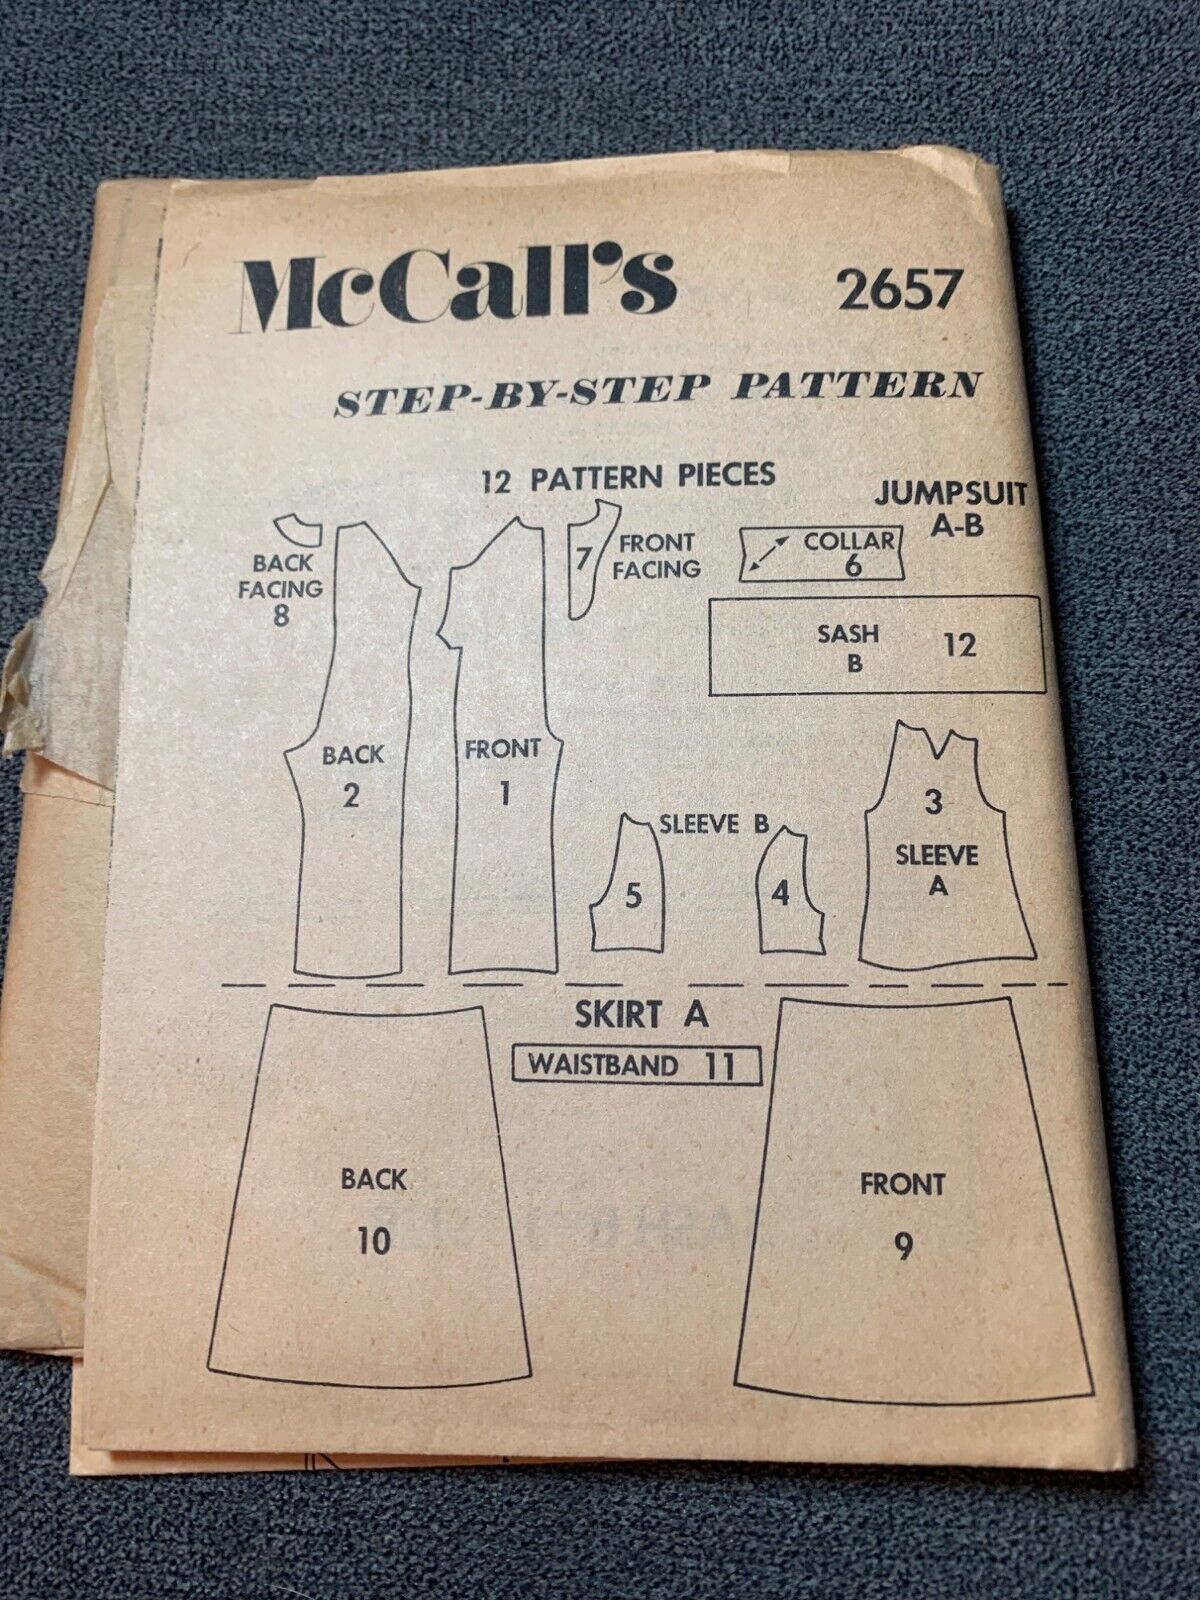 McCall's 2657
STEP-BY-STEP PATTERN
12 PATTERN PIECES
JUMPSUIT
A-B
BACK
FACING
8
7
FRONT
FACING
COLLAR
6
SASH
B
12
BACK
2
FRONT
1
SLEEVE B
5
4
3
SLEEVE
A
SKIRT A
WAISTBAND 11
BACK
10
FRONT
9